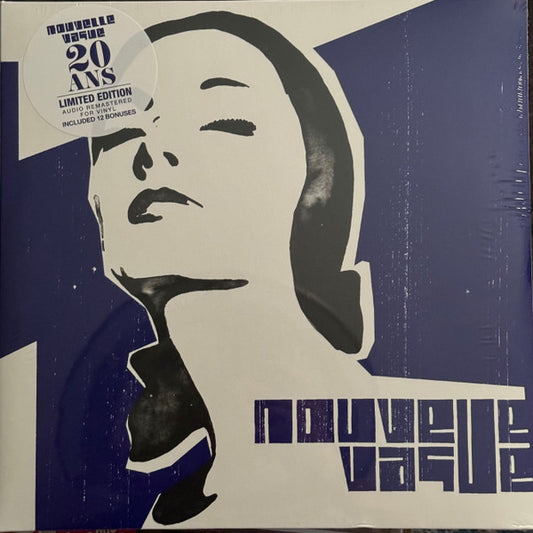 nouvelle
vague
20
ANS
LIMITED EDITION
AUDIO REMASTERED
FOR VINYL
INCLUDED 12 BONUSES
nouvelle
vague